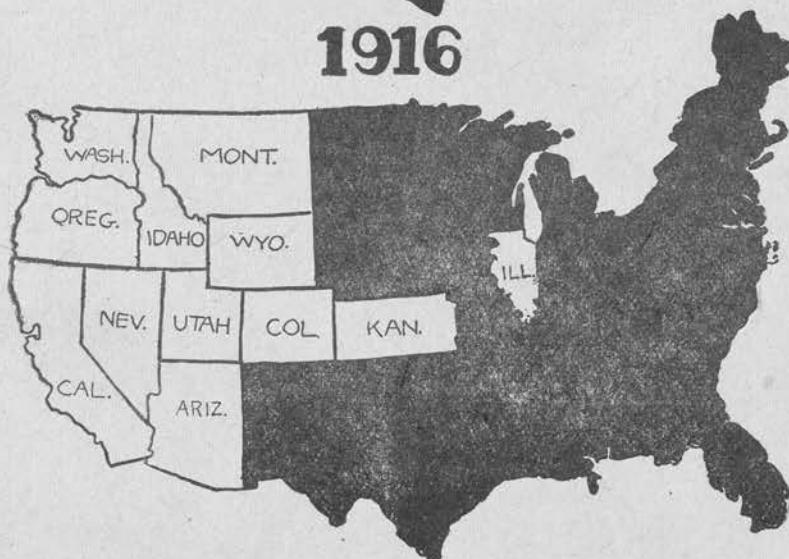 1916
WASH.
MONT.
OREG.
IDAHO
WYO.
ILL.
NEV.
UTAH
COL
KAN.
CAL.
ARIZ.